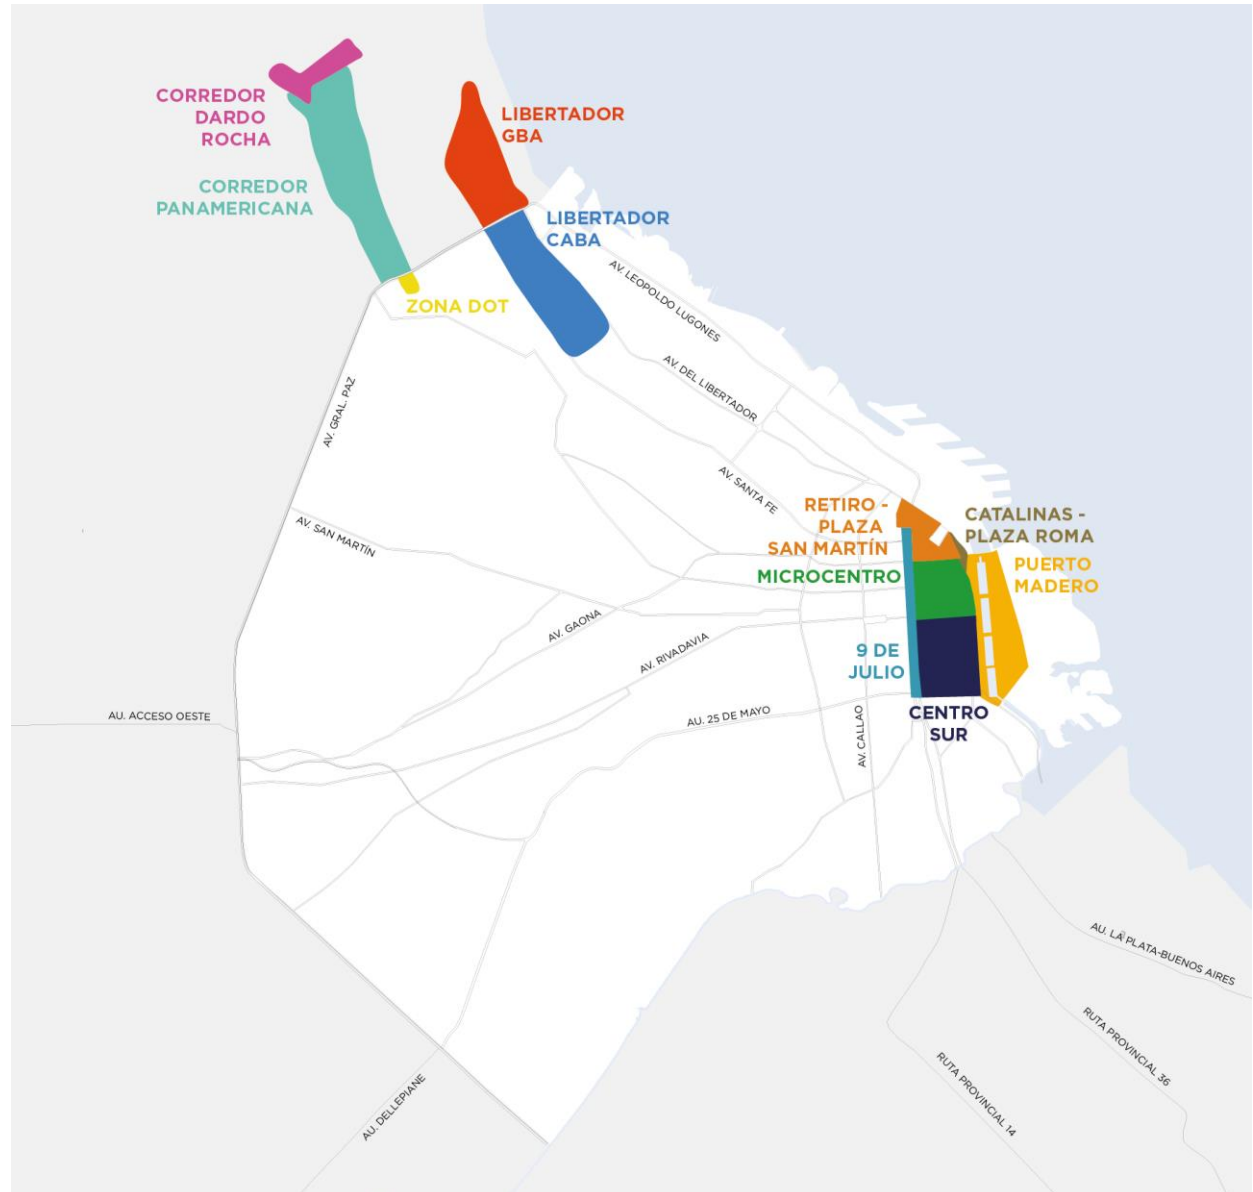 CORREDOR
DARDO
ROCHA
LIBERTADOR
GBA
CORREDOR
PANAMERICANA
LIBERTADOR
CABA
ZONA DOT
AV. LEOPOLDO LUGONES
AV. DEL LIBERTADOR
AV. GRAL. PAZ
AV. SANTA FE
AV. SAN MARTÍN
RETIRO -
PLAZA
SAN MARTÍN
CATALINAS -
PLAZA ROMA
MICROCENTRO
PUERTO
MADERO
AV. GAONA
AV. RIVADAVIA
9 DE
JULIO
AU. ACCESO OESTE
AU. 25 DE MAYO
AV. CALLAO
CENTRO
SUR
AU. LA PLATA-BUENOS AIRES
RUTA PROVINCIAL 36
RUTA PROVINCIAL 14
AU. DELLEPIANE